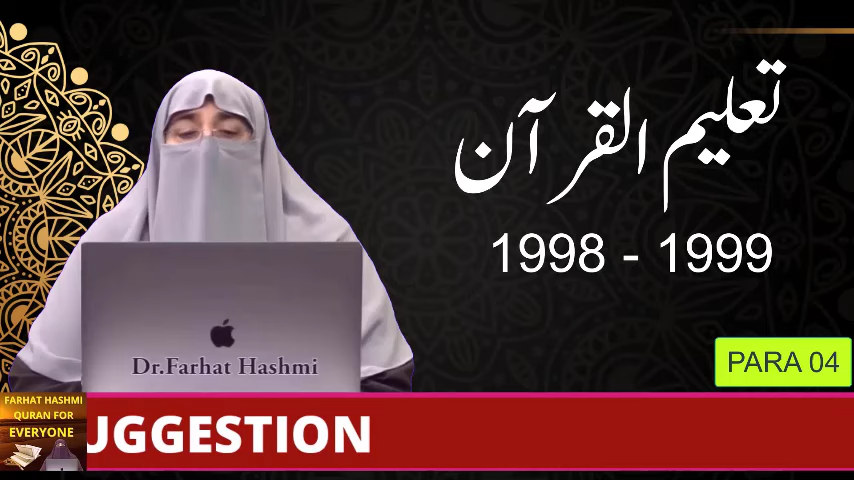 تعلیم القرآن
1998 - 1999
Dr.Farhat Hashmi
PARA 04
FARHAT HASHMI
QURAN FOR
EVERYONE
UGGESTION